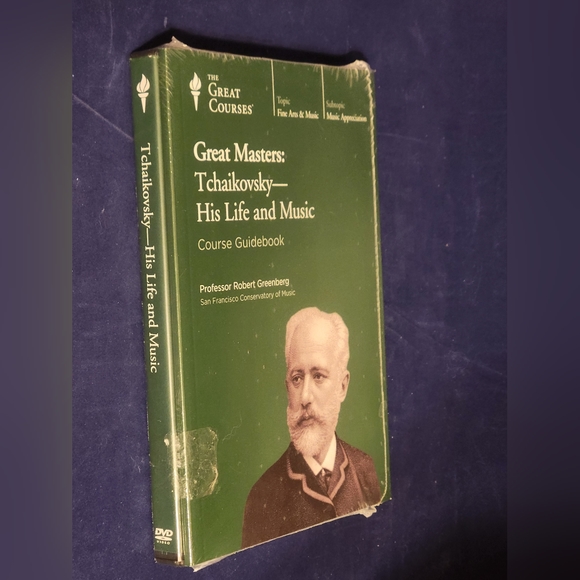 THE
GREAT
COURSES®
Topic
Fine Arts & Music
Subtopic
Music Appreciation
Great Masters:
Tchaikovsky—
His Life and Music
Course Guidebook
Professor Robert Greenberg
San Francisco Conservatory of Music
Tchaikovsky—His Life and Music
DVD
VIDEO